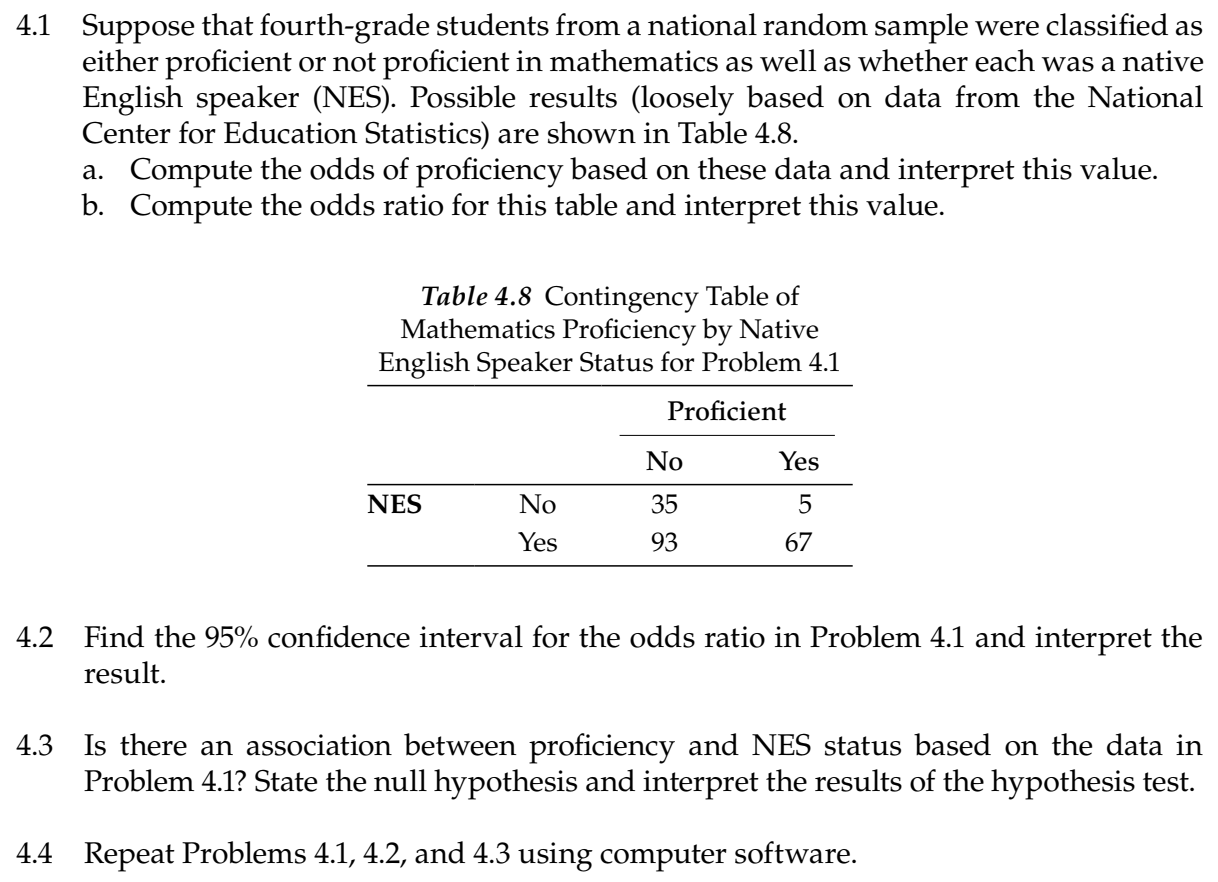 4.1 Suppose that fourth-grade students from a national random sample were classified as
either proficient or not proficient in mathematics as well as whether each was a native
English speaker (NES). Possible results (loosely based on data from the National
Center for Education Statistics) are shown in Table 4.8.
a. Compute the odds of proficiency based on these data and interpret this value.
b. Compute the odds ratio for this table and interpret this value.
Table 4.8 Contingency Table of
Mathematics Proficiency by Native
English Speaker Status for Problem 4.1
Proficient
No Yes
NES No 35 5
Yes 93 67
4.2 Find the 95% confidence interval for the odds ratio in Problem 4.1 and interpret the
result.
4.3 Is there an association between proficiency and NES status based on the data in
Problem 4.1? State the null hypothesis and interpret the results of the hypothesis test.
4.4 Repeat Problems 4.1, 4.2, and 4.3 using computer software.